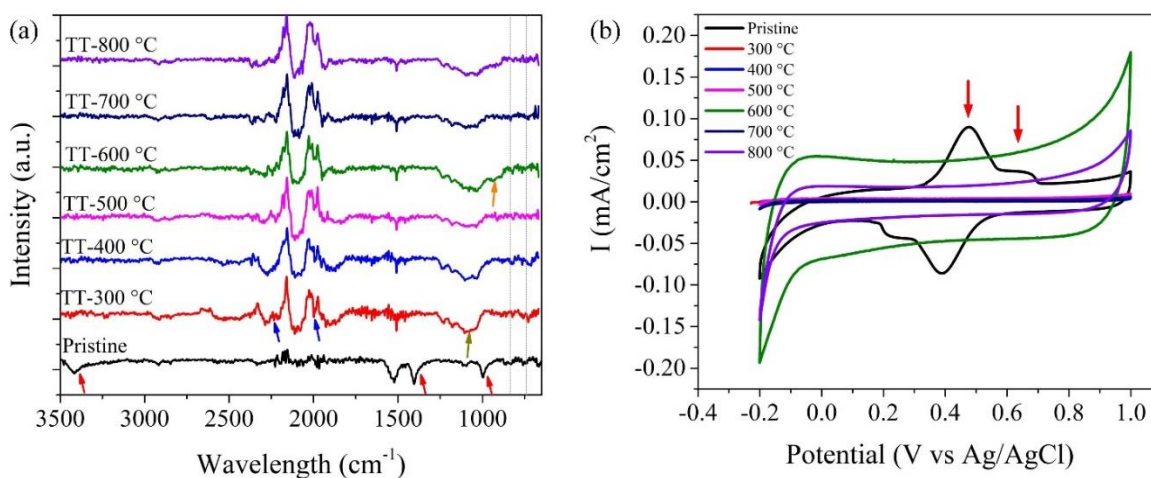 (a)
TT-800 °C
TT-700 °C
TT-600 °C
TT-500 °C
TT-400 °C
TT-300 °C
Pristine
Intensity (a.u.)
3500 3000 2500 2000 1500 1000
Wavelength (cm⁻¹)
(b)
Pristine
300 °C
400 °C
500 °C
600 °C
700 °C
800 °C
0.20
0.15
0.10
0.05
0.00
-0.05
-0.10
-0.15
-0.20
I (mA/cm²)
-0.4 -0.2 0.0 0.2 0.4 0.6 0.8 1.0
Potential (V vs Ag/AgCl)